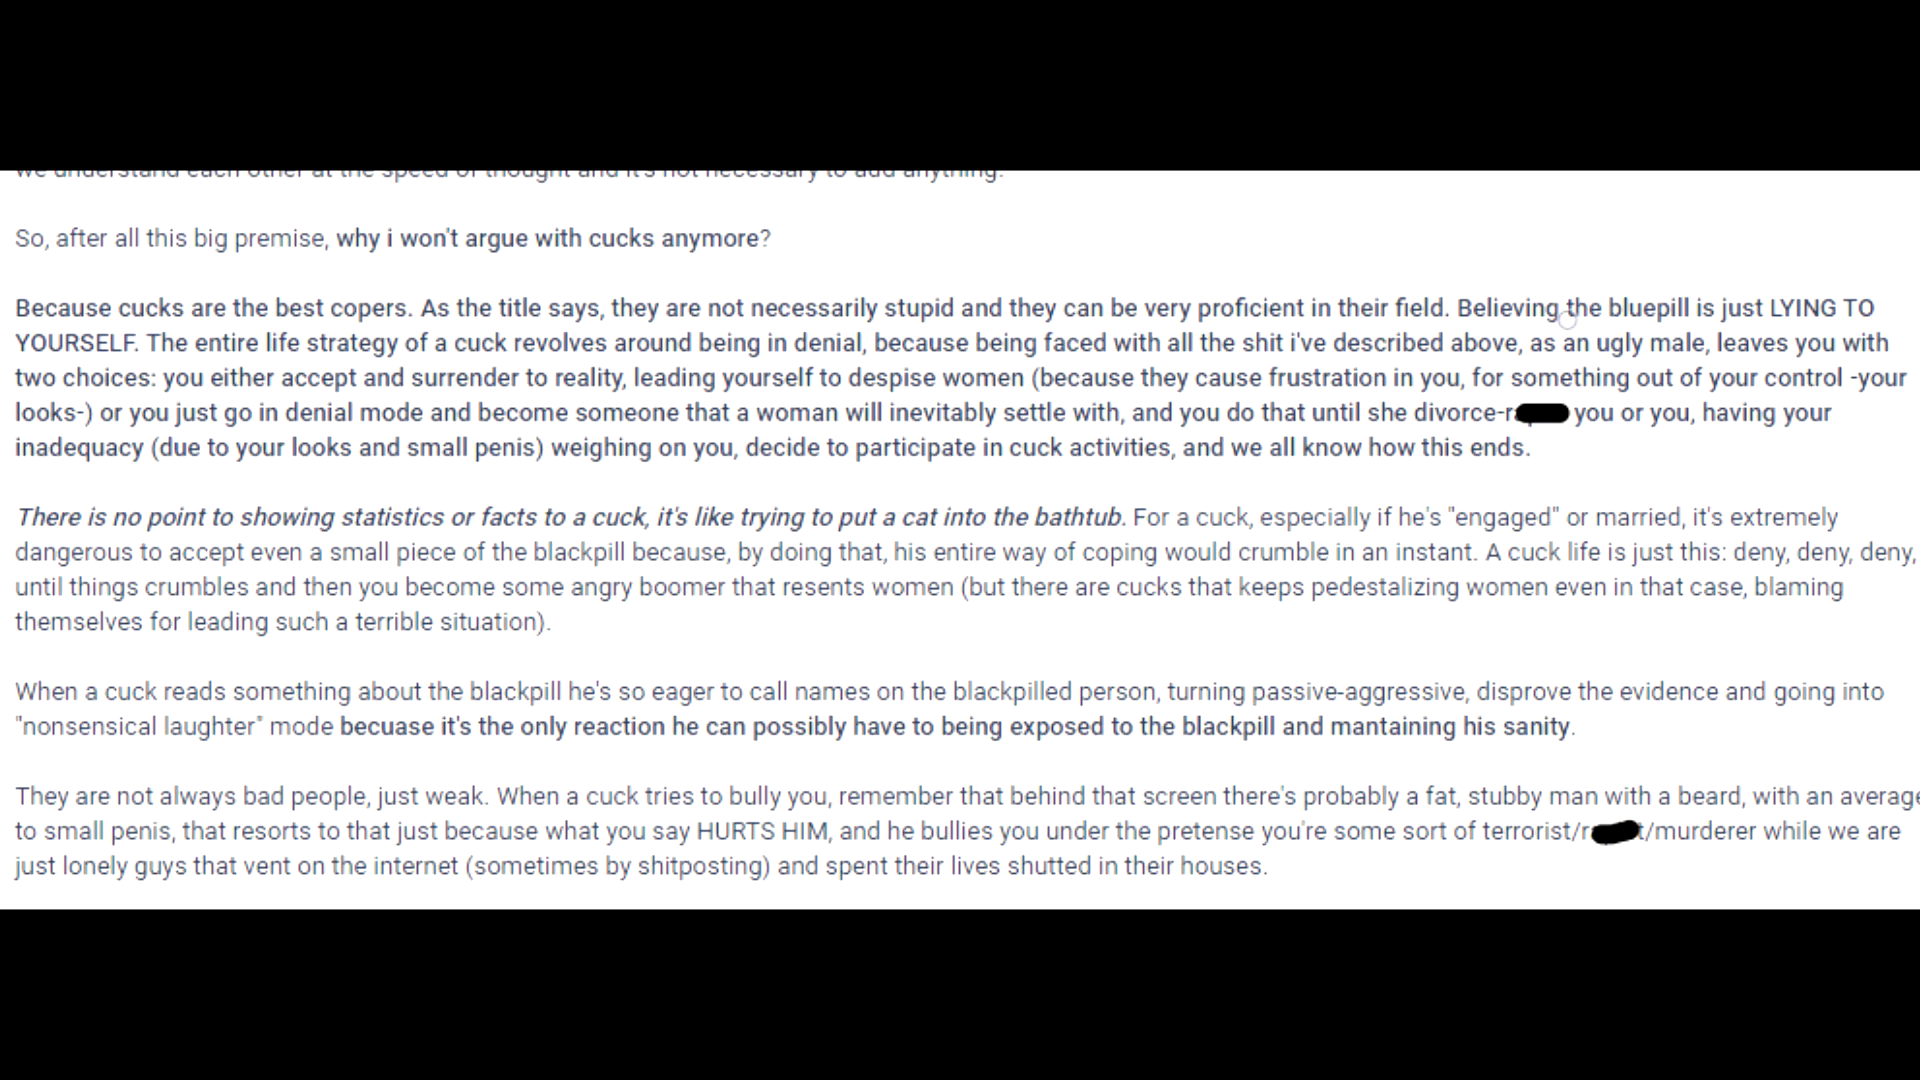 we understand each other at the speed of thought and it's not necessary to add anything.
So, after all this big premise, why i won't argue with cucks anymore?
Because cucks are the best copers. As the title says, they are not necessarily stupid and they can be very proficient in their field. Believing the bluepill is just LYING TO
YOURSELF. The entire life strategy of a cuck revolves around being in denial, because being faced with all the shit i've described above, as an ugly male, leaves you with
two choices: you either accept and surrender to reality, leading yourself to despise women (because they cause frustration in you, for something out of your control -your
looks-) or you just go in denial mode and become someone that a woman will inevitably settle with, and you do that until she divorce-r you or you, having your
inadequacy (due to your looks and small penis) weighing on you, decide to participate in cuck activities, and we all know how this ends.
There is no point to showing statistics or facts to a cuck, it's like trying to put a cat into the bathtub. For a cuck, especially if he's "engaged" or married, it's extremely
dangerous to accept even a small piece of the blackpill because, by doing that, his entire way of coping would crumble in an instant. A cuck life is just this: deny, deny, deny,
until things crumbles and then you become some angry boomer that resents women (but there are cucks that keeps pedestalizing women even in that case, blaming
themselves for leading such a terrible situation).
When a cuck reads something about the blackpill he's so eager to call names on the blackpilled person, turning passive-aggressive, disprove the evidence and going into
"nonsensical laughter" mode becuase it's the only reaction he can possibly have to being exposed to the blackpill and mantaining his sanity.
They are not always bad people, just weak. When a cuck tries to bully you, remember that behind that screen there's probably a fat, stubby man with a beard, with an average
to small penis, that resorts to that just because what you say HURTS HIM, and he bullies you under the pretense you're some sort of terrorist/r t/murderer while we are
just lonely guys that vent on the internet (sometimes by shitposting) and spent their lives shutted in their houses.